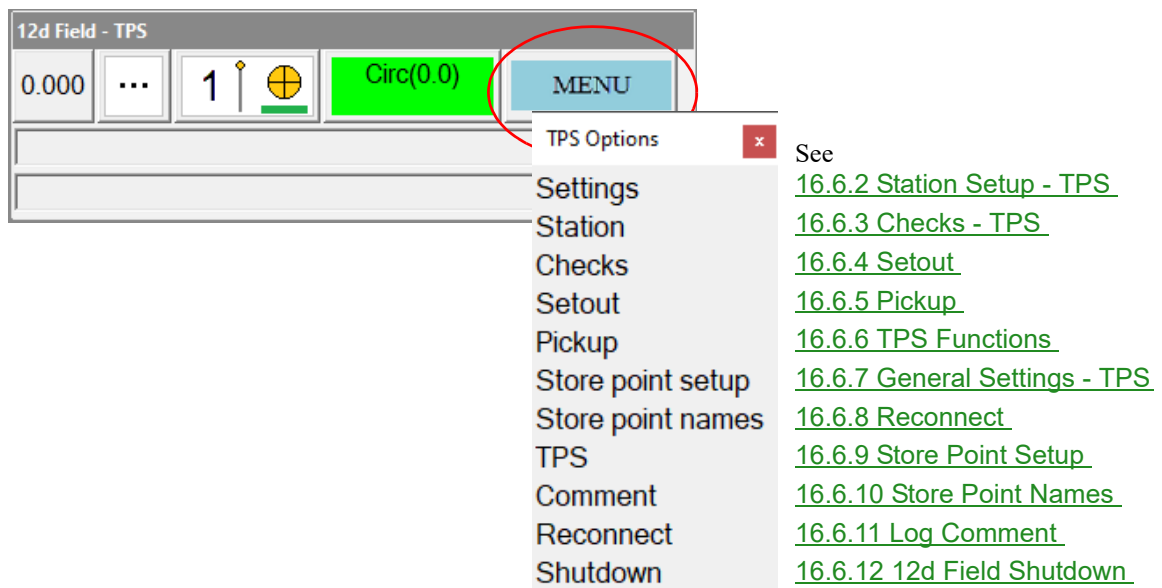 12d Field - TPS
0.000 ... 1 Circ(0.0) MENU
TPS Options x
See
Settings 16.6.2 Station Setup - TPS
Station 16.6.3 Checks - TPS
Checks 16.6.4 Setout
Setout 16.6.5 Pickup
Pickup 16.6.6 TPS Functions
Store point setup 16.6.7 General Settings - TPS
Store point names 16.6.8 Reconnect
TPS 16.6.9 Store Point Setup
Comment 16.6.10 Store Point Names
Reconnect 16.6.11 Log Comment
Shutdown 16.6.12 12d Field Shutdown